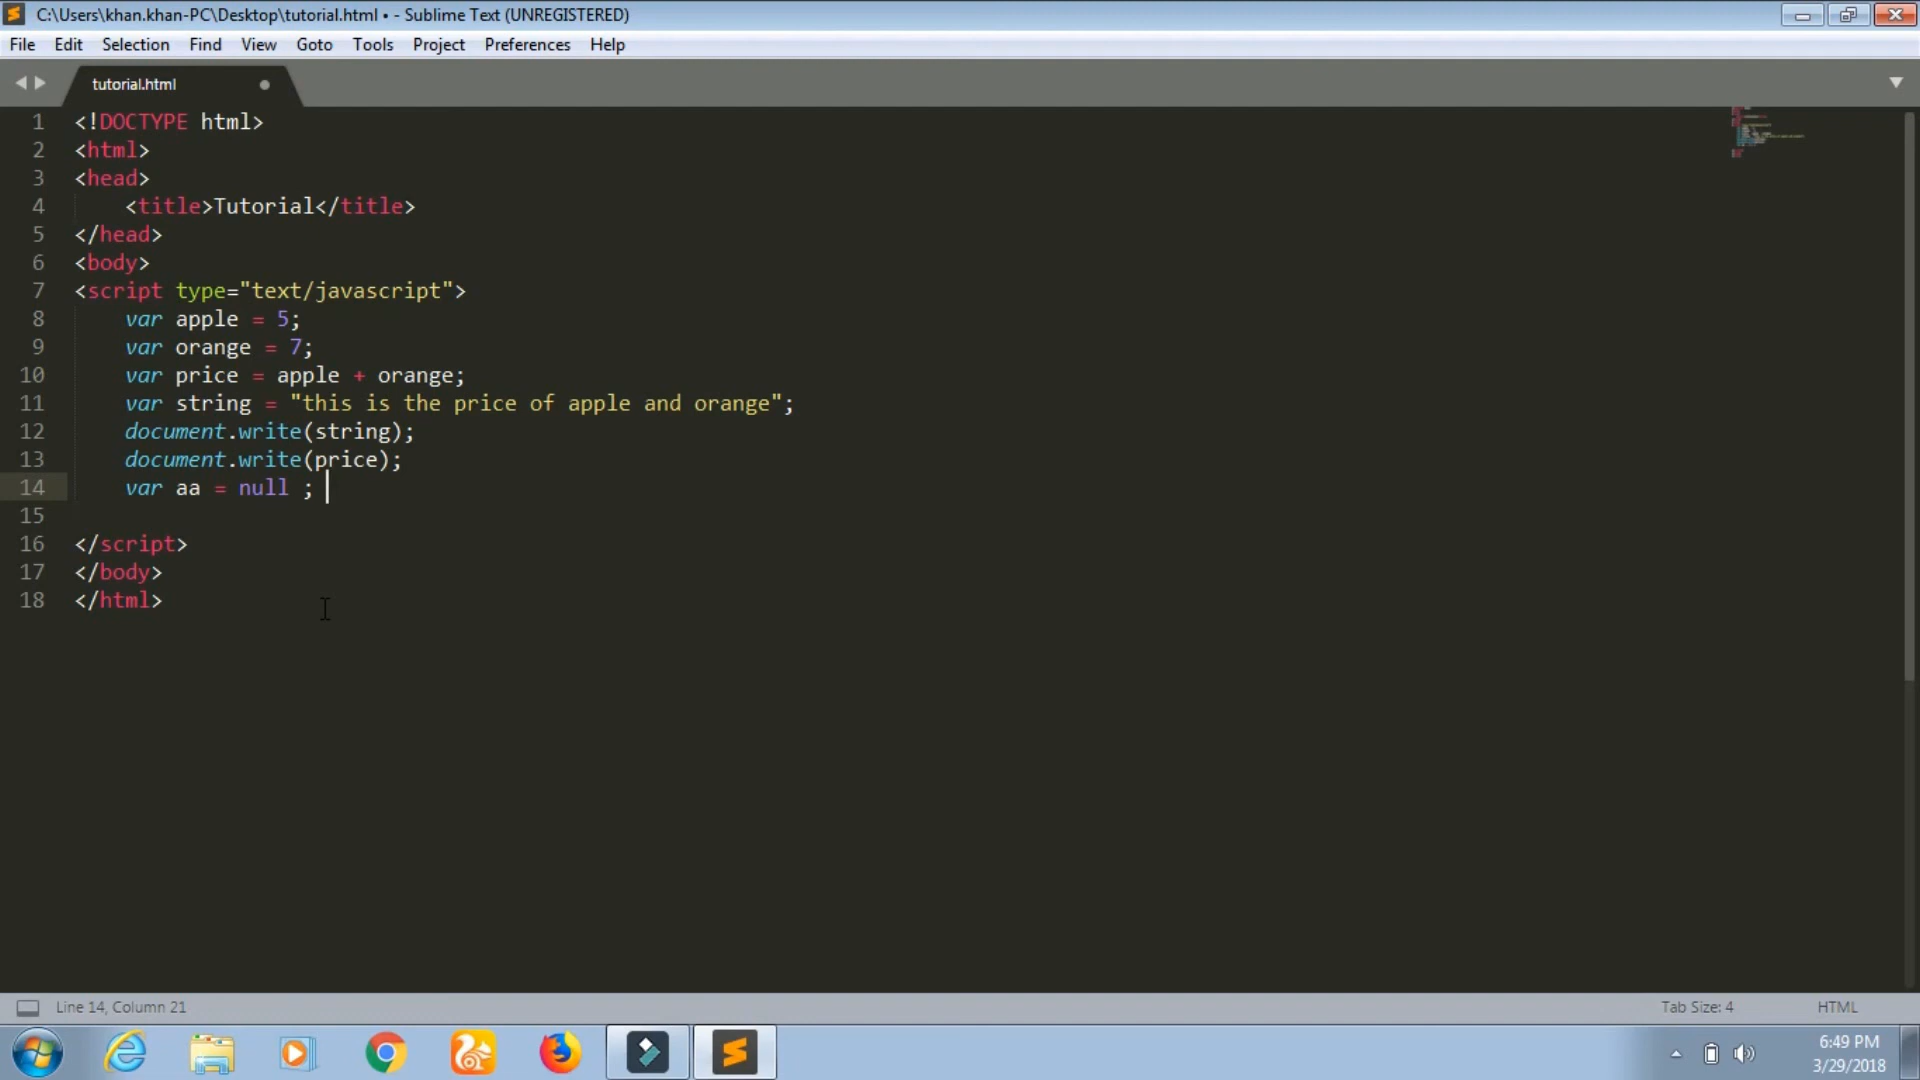 C:\Users\khan.khan-PC\Desktop\tutorial.html • - Sublime Text (UNREGISTERED)
File Edit Selection Find View Goto Tools Project Preferences Help
tutorial.html
1 <!DOCTYPE html>
2 <html>
3 <head>
4 <title>Tutorial</title>
5 </head>
6 <body>
7 <script type="text/javascript">
8 var apple = 5;
9 var orange = 7;
10 var price = apple + orange;
11 var string = "this is the price of apple and orange";
12 document.write(string);
13 document.write(price);
14 var aa = null ;
15
16 </script>
17 </body>
18 </html>
Line 14, Column 21 Tab Size: 4 HTML
6:49 PM
3/29/2018